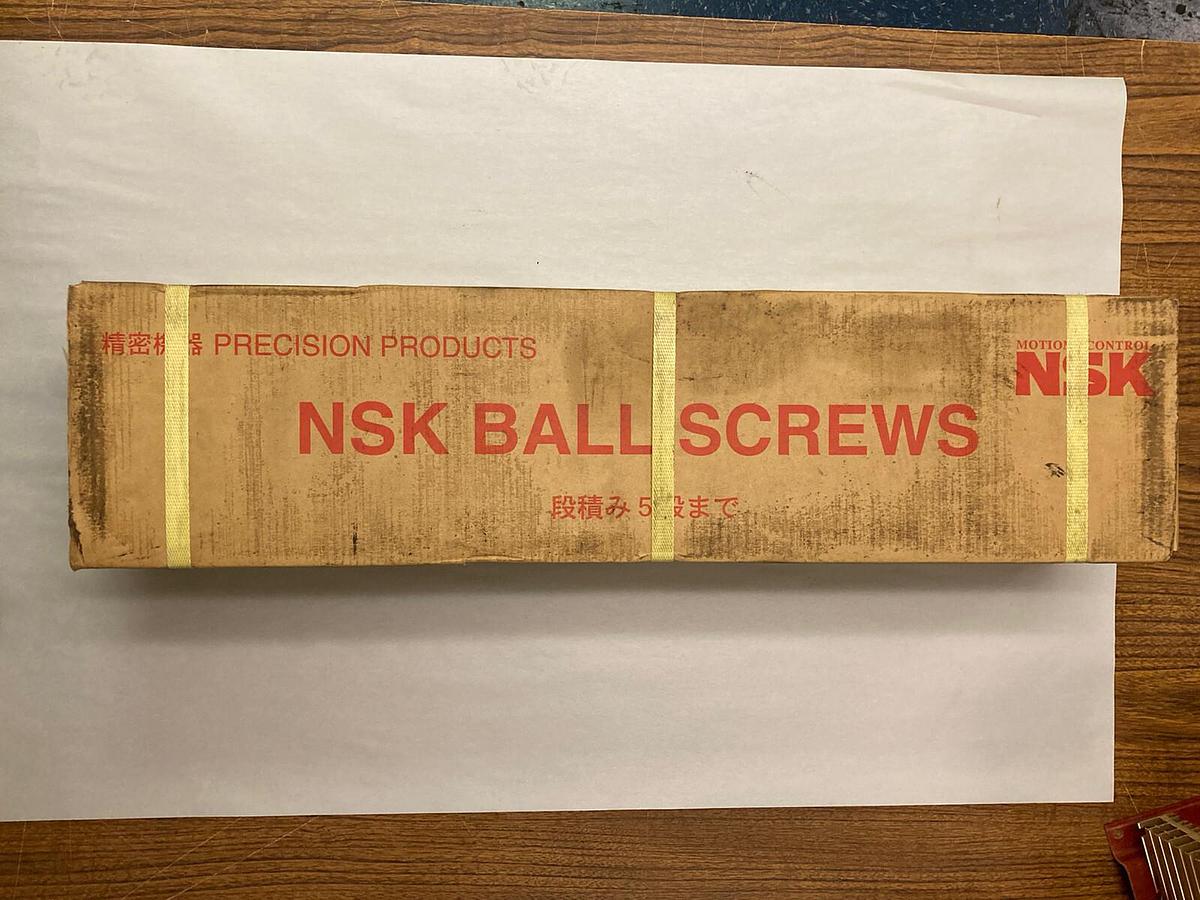 精密機器 PRECISION PRODUCTS
MOTION CONTROL
NSK
NSK BALL SCREWS
段積み 5段まで